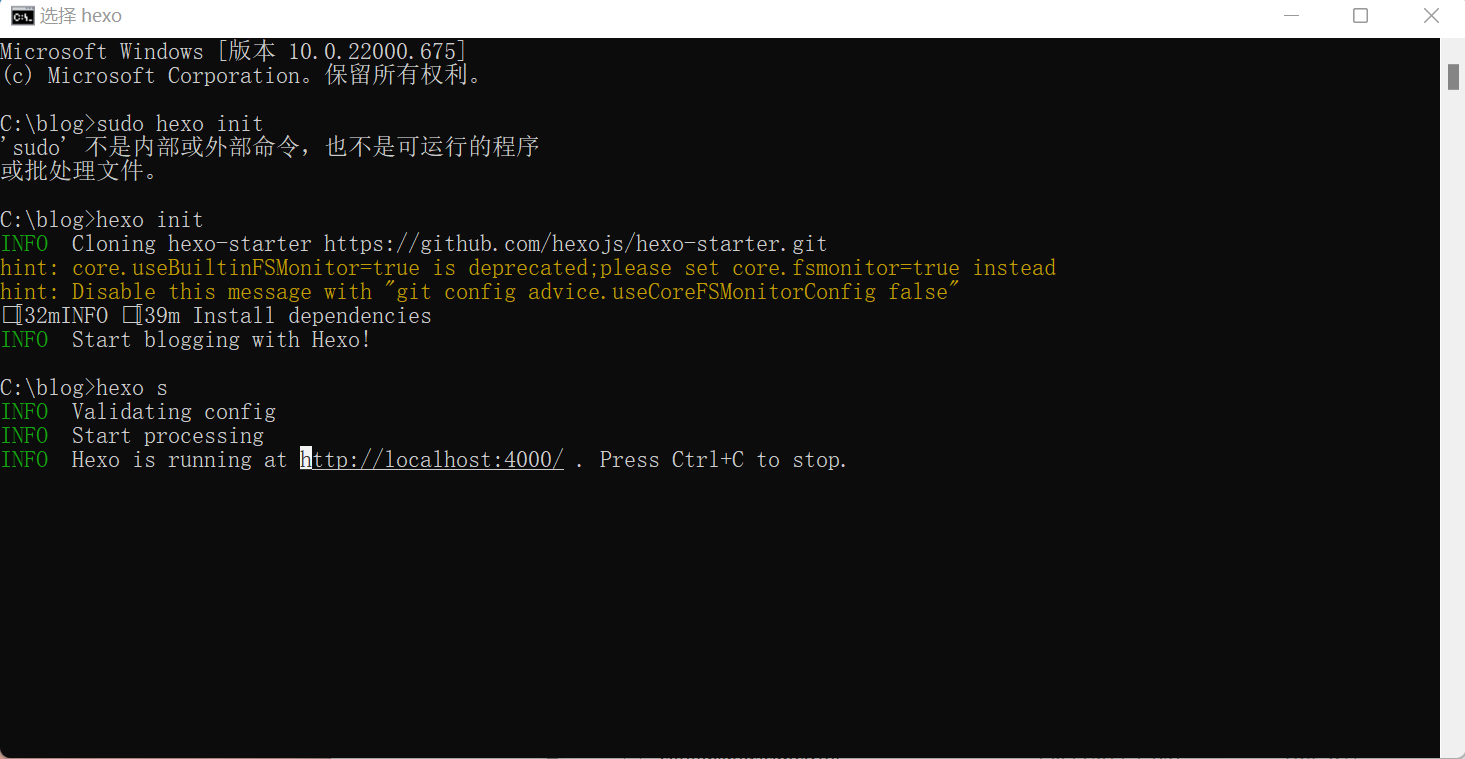 选择 hexo
Microsoft Windows [版本 10.0.22000.675]
(c) Microsoft Corporation。保留所有权利。
C:\blog>sudo hexo init
'sudo' 不是内部或外部命令，也不是可运行的程序
或批处理文件。
C:\blog>hexo init
INFO  Cloning hexo-starter https://github.com/hexojs/hexo-starter.git
hint: core.useBuiltinFSMonitor=true is deprecated;please set core.fsmonitor=true instead
hint: Disable this message with "git config advice.useCoreFSMonitorConfig false"
□[32mINFO □[39m Install dependencies
INFO  Start blogging with Hexo!
C:\blog>hexo s
INFO  Validating config
INFO  Start processing
INFO  Hexo is running at http://localhost:4000/ . Press Ctrl+C to stop.